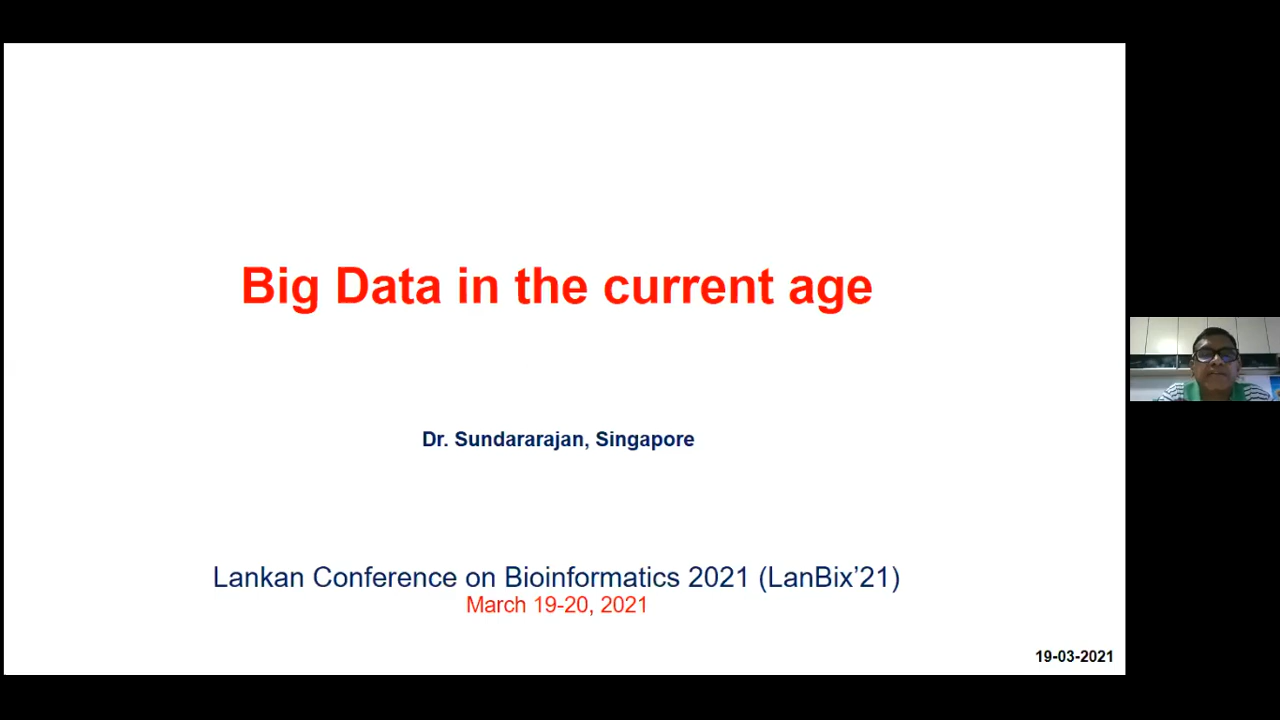 Big Data in the current age
Dr. Sundararajan, Singapore
Lankan Conference on Bioinformatics 2021 (LanBix’21)
March 19-20, 2021
19-03-2021